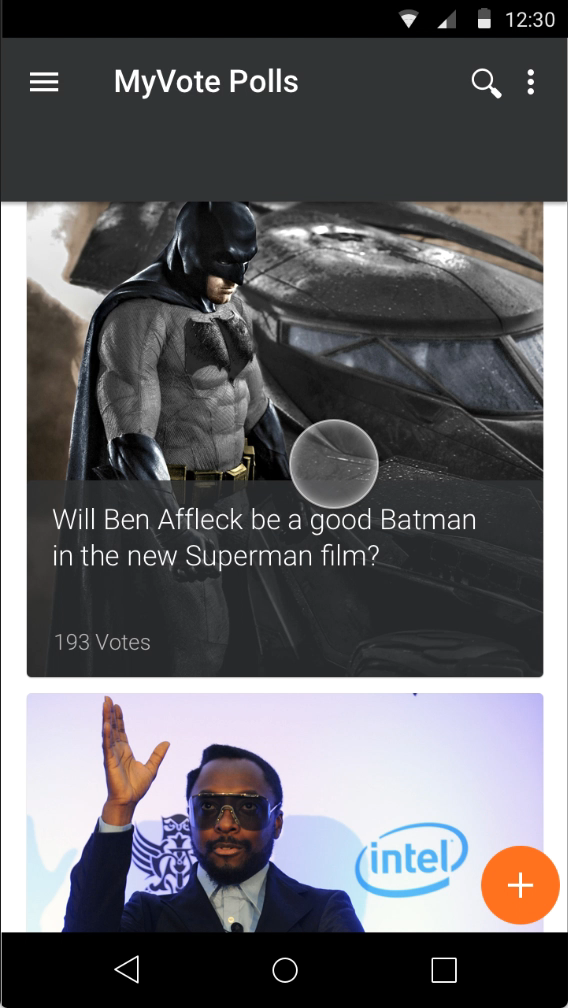 12:30
MyVote Polls
Will Ben Affleck be a good Batman
in the new Superman film?
193 Votes
intel